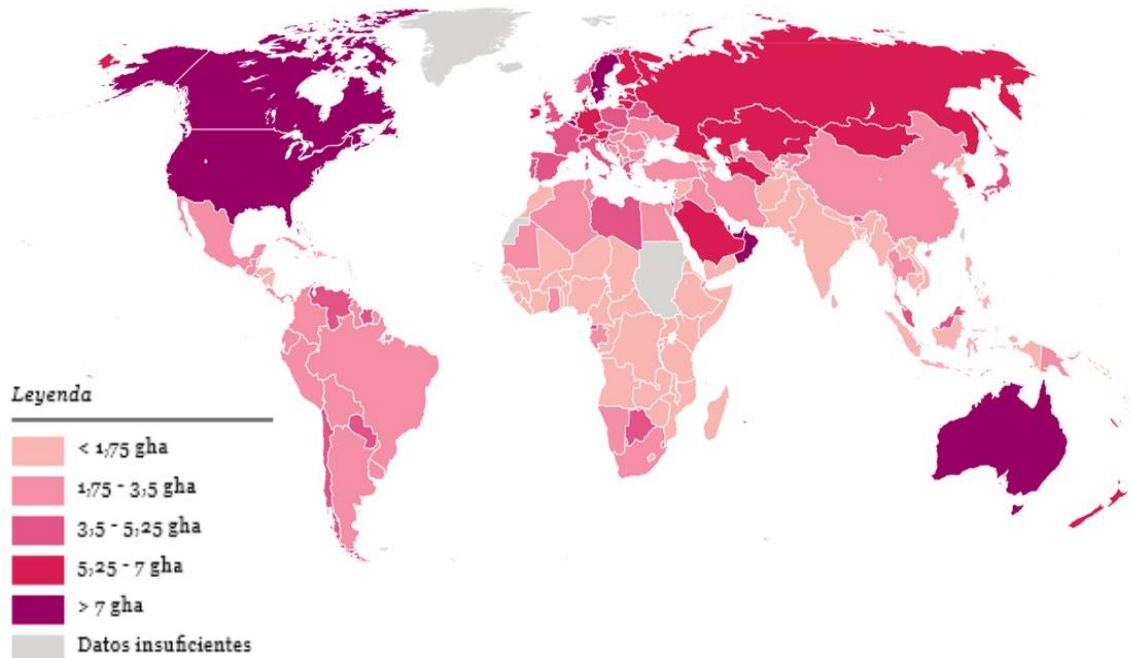 Leyenda
< 1,75 gha
1,75 - 3,5 gha
3,5 - 5,25 gha
5,25 - 7 gha
> 7 gha
Datos insuficientes